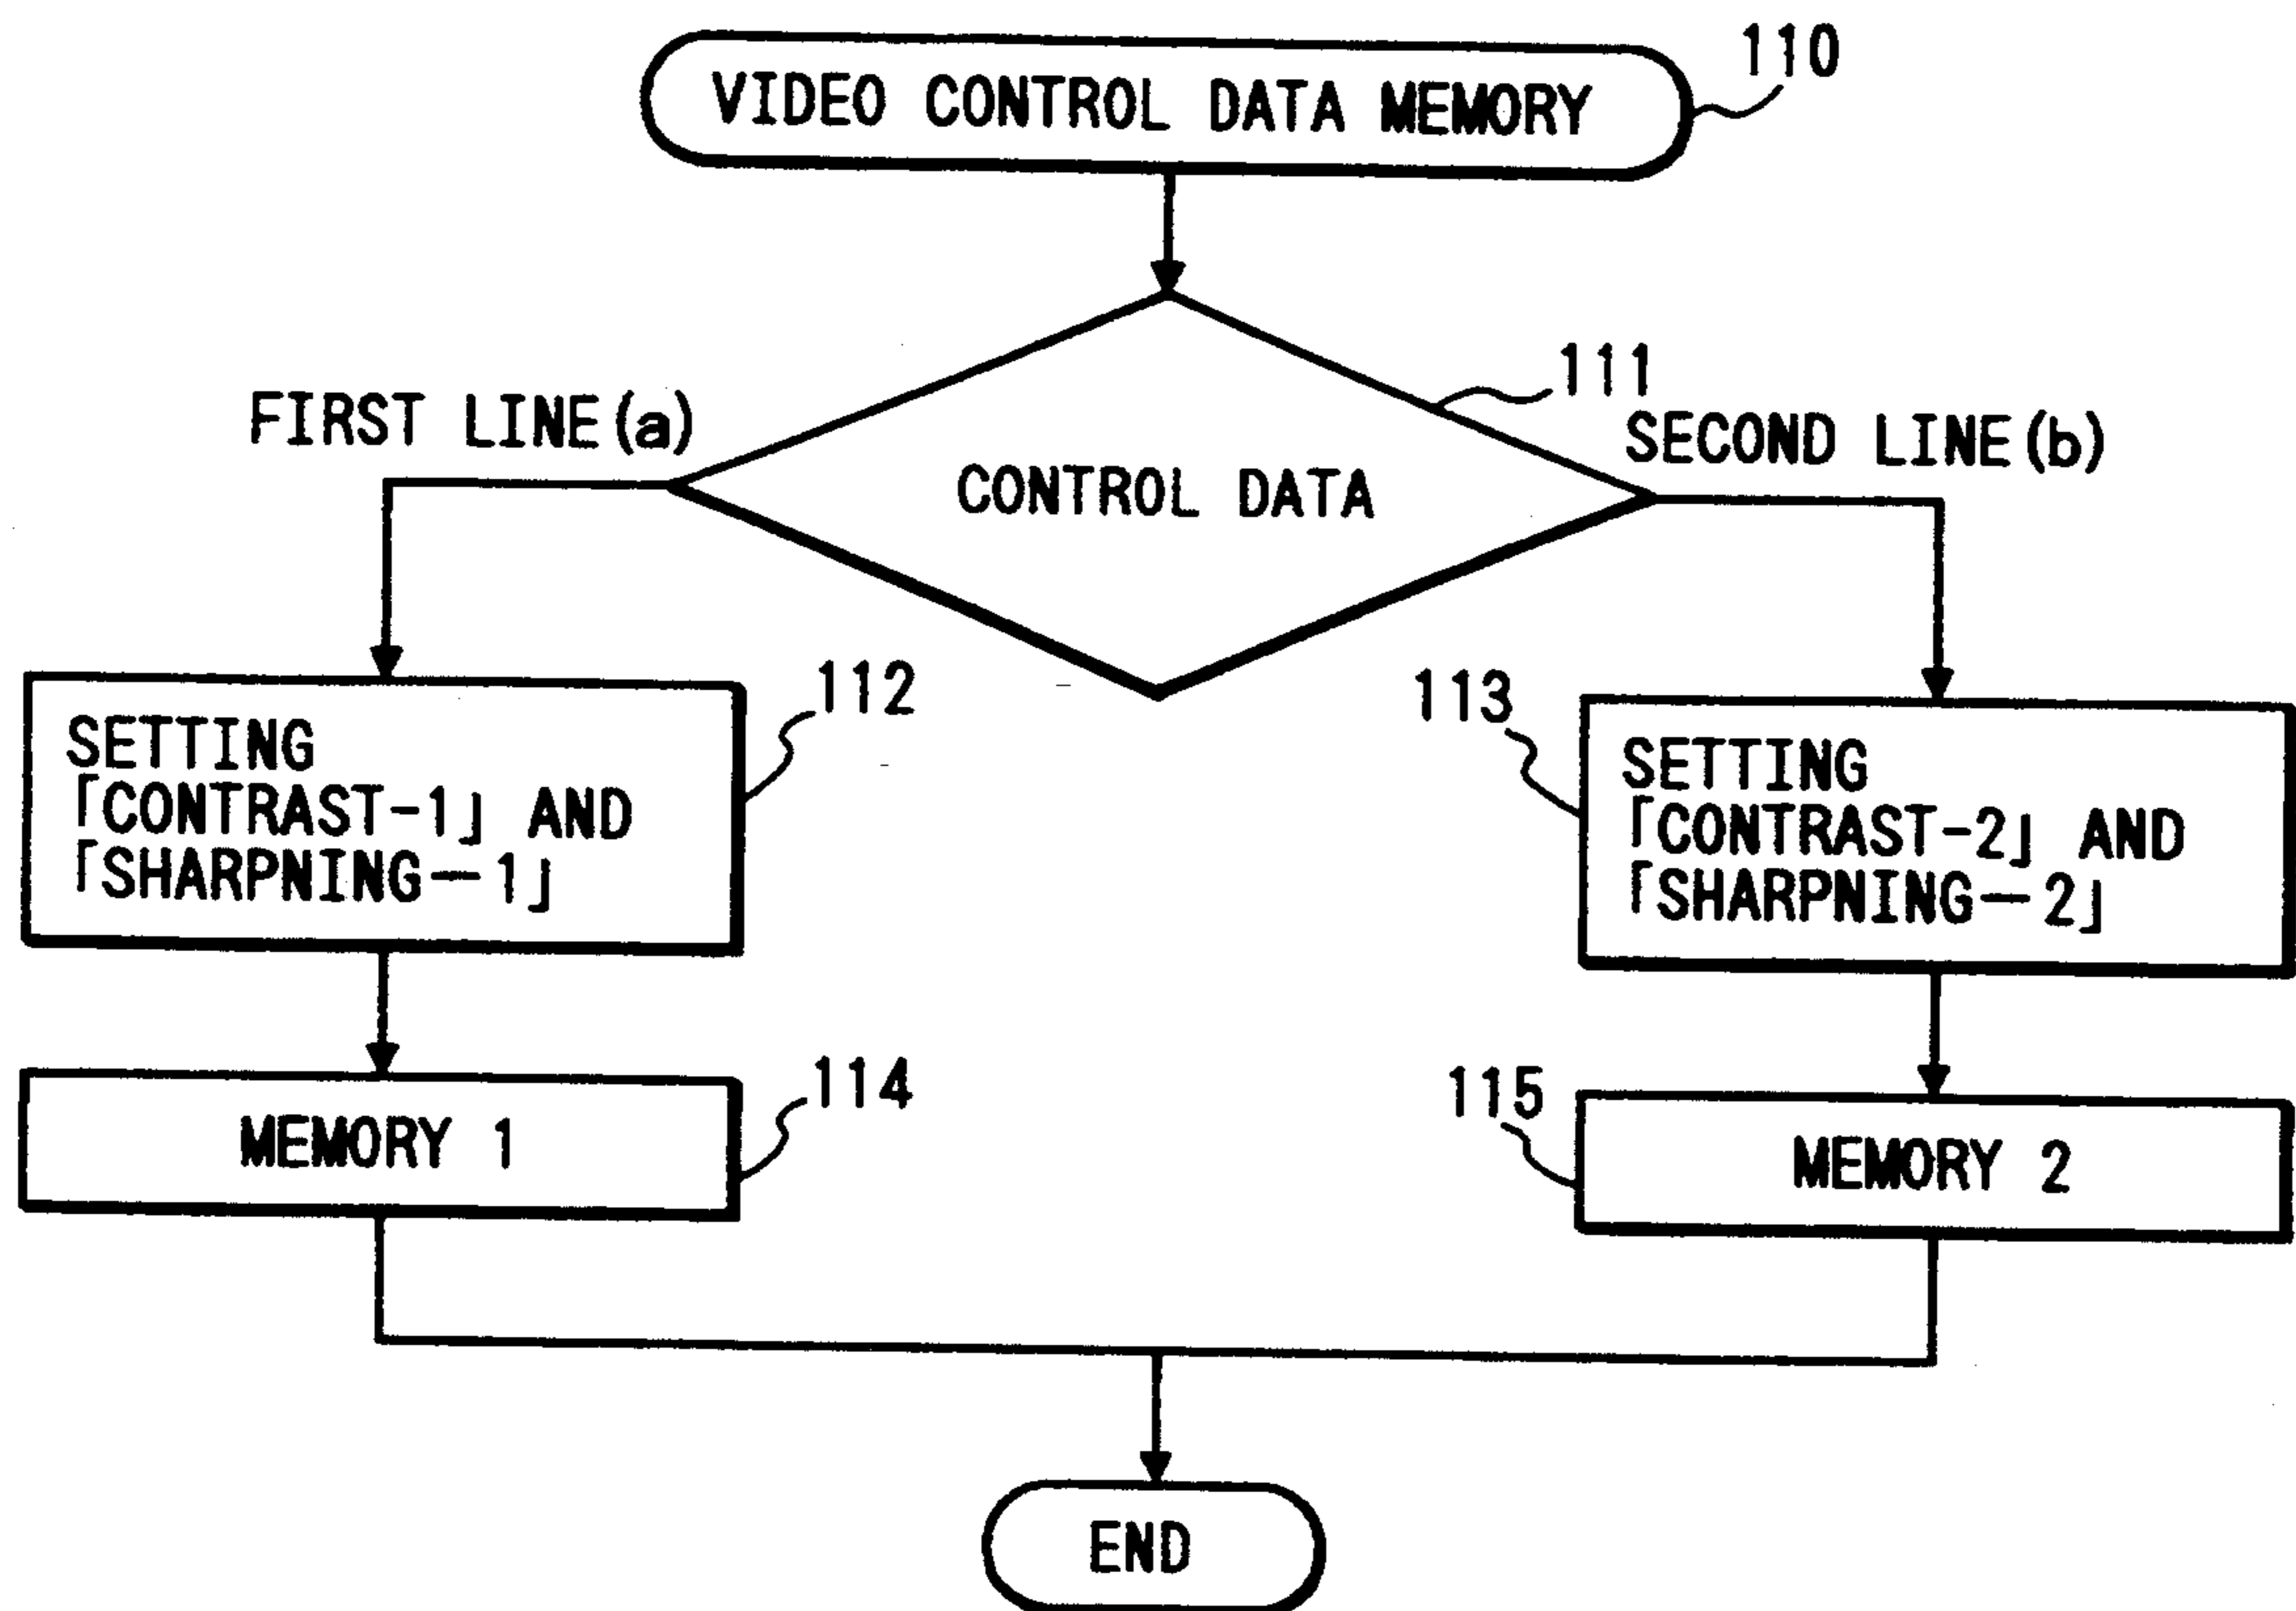 VIDEO CONTROL DATA MEMORY
110
111
FIRST LINE(a)
SECOND LINE(b)
CONTROL DATA
112
SETTING
「CONTRAST-1」 AND
「SHARPNING-1」
113
SETTING
「CONTRAST-2」 AND
「SHARPNING-2」
114
MEMORY 1
115
MEMORY 2
END